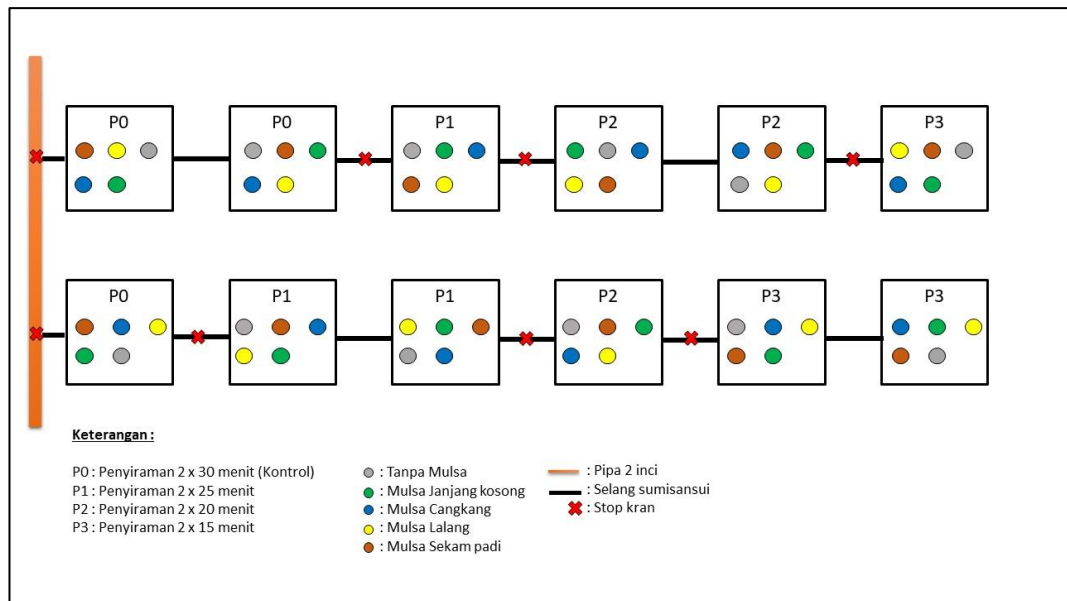 P0
P0
P1
P2
P2
P3
P0
P1
P1
P2
P3
P3
Keterangan :
P0 : Penyiraman 2 x 30 menit (Kontrol)
P1 : Penyiraman 2 x 25 menit
P2 : Penyiraman 2 x 20 menit
P3 : Penyiraman 2 x 15 menit
: Tanpa Mulsa
: Mulsa Janjang kosong
: Mulsa Cangkang
: Mulsa Lalang
: Mulsa Sekam padi
: Pipa 2 inci
: Selang sumisansui
: Stop kran